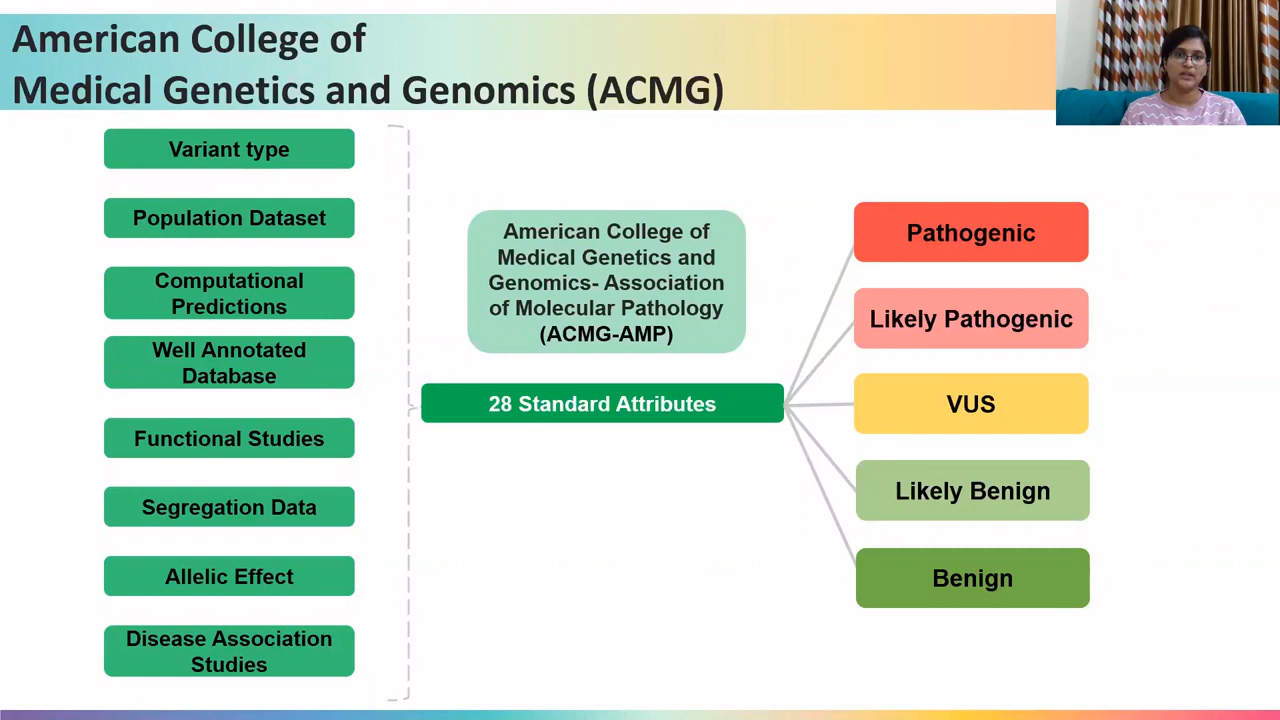 American College of
Medical Genetics and Genomics (ACMG)
Variant type
Population Dataset
Computational
Predictions
Well Annotated
Database
Functional Studies
Segregation Data
Allelic Effect
Disease Association
Studies
American College of
Medical Genetics and
Genomics- Association
of Molecular Pathology
(ACMG-AMP)
28 Standard Attributes
Pathogenic
Likely Pathogenic
VUS
Likely Benign
Benign